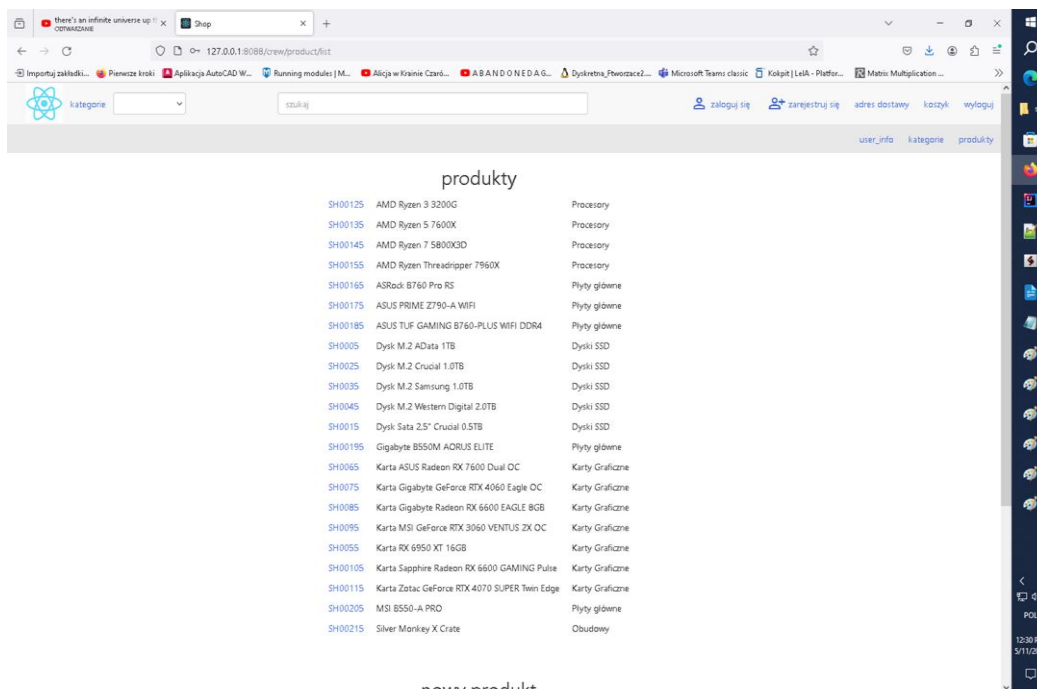 there's an infinite universe up t
ODTWARZANIE
Shop
127.0.0.1:8088/crew/product/list
Importuj zakładki...
Pierwsze kroki
Aplikacja AutoCAD W...
Running modules | M...
Alicja w Krainie Czaró...
A B A N D O N E D A G...
Dyskretna_Ftworzace2....
Microsoft Teams classic
Kokpit | LeIA - Platfor...
Matrix Multiplication ...
kategorie
szukaj
zaloguj się
zarejestruj się
adres dostawy
koszyk
wyloguj
user_info
kategorie
produkty
produkty
SH00125 AMD Ryzen 3 3200G Procesory
SH00135 AMD Ryzen 5 7600X Procesory
SH00145 AMD Ryzen 7 5800X3D Procesory
SH00155 AMD Ryzen Threadripper 7960X Procesory
SH00165 ASRock B760 Pro RS Płyty główne
SH00175 ASUS PRIME Z790-A WIFI Płyty główne
SH00185 ASUS TUF GAMING B760-PLUS WIFI DDR4 Płyty główne
SH0005 Dysk M.2 AData 1TB Dyski SSD
SH0025 Dysk M.2 Crucial 1.0TB Dyski SSD
SH0035 Dysk M.2 Samsung 1.0TB Dyski SSD
SH0045 Dysk M.2 Western Digital 2.0TB Dyski SSD
SH0015 Dysk Sata 2,5" Crucial 0.5TB Dyski SSD
SH00195 Gigabyte B550M AORUS ELITE Płyty główne
SH0065 Karta ASUS Radeon RX 7600 Dual OC Karty Graficzne
SH0075 Karta Gigabyte GeForce RTX 4060 Eagle OC Karty Graficzne
SH0085 Karta Gigabyte Radeon RX 6600 EAGLE 8GB Karty Graficzne
SH0095 Karta MSI GeForce RTX 3060 VENTUS 2X OC Karty Graficzne
SH0055 Karta RX 6950 XT 16GB Karty Graficzne
SH00105 Karta Sapphire Radeon RX 6600 GAMING Pulse Karty Graficzne
SH00115 Karta Zotac GeForce RTX 4070 SUPER Twin Edge Karty Graficzne
SH00205 MSI B550-A PRO Płyty główne
SH00215 Silver Monkey X Crate Obudowy
nowy produkt
POL
12:30 P
5/11/20